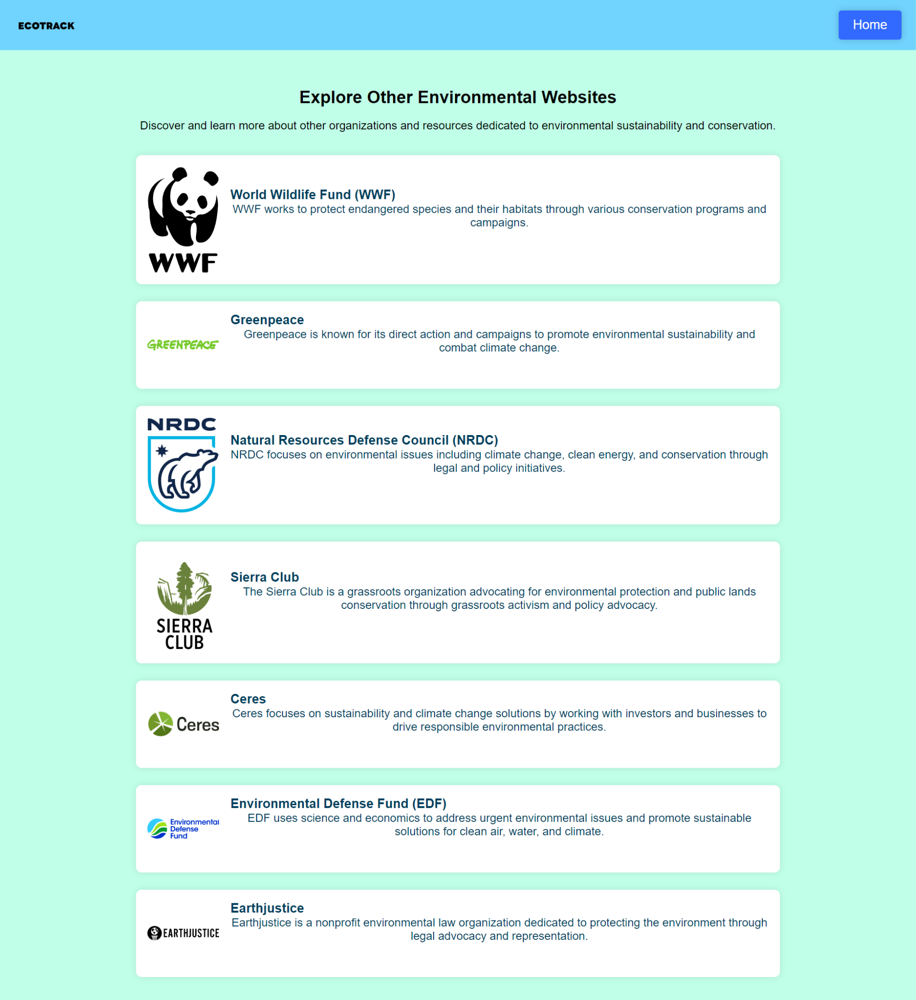 ECOTRACK
Home
Explore Other Environmental Websites
Discover and learn more about other organizations and resources dedicated to environmental sustainability and conservation.
WWF
World Wildlife Fund (WWF)
WWF works to protect endangered species and their habitats through various conservation programs and
campaigns.
GREENPEACE
Greenpeace
Greenpeace is known for its direct action and campaigns to promote environmental sustainability and
combat climate change.
NRDC
Natural Resources Defense Council (NRDC)
NRDC focuses on environmental issues including climate change, clean energy, and conservation through
legal and policy initiatives.
SIERRA
CLUB
Sierra Club
The Sierra Club is a grassroots organization advocating for environmental protection and public lands
conservation through grassroots activism and policy advocacy.
Ceres
Ceres
Ceres focuses on sustainability and climate change solutions by working with investors and businesses to
drive responsible environmental practices.
Environmental
Defense
Fund
Environmental Defense Fund (EDF)
EDF uses science and economics to address urgent environmental issues and promote sustainable
solutions for clean air, water, and climate.
EARTHJUSTICE
Earthjustice
Earthjustice is a nonprofit environmental law organization dedicated to protecting the environment through
legal advocacy and representation.